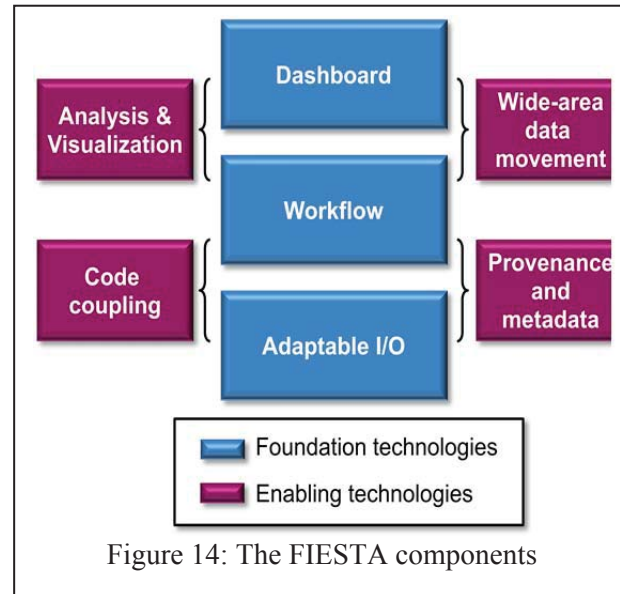 Dashboard
Analysis &
Visualization
Wide-area
data
movement
Workflow
Code
coupling
Provenance
and
metadata
Adaptable I/O
Foundation technologies
Enabling technologies
Figure 14: The FIESTA components